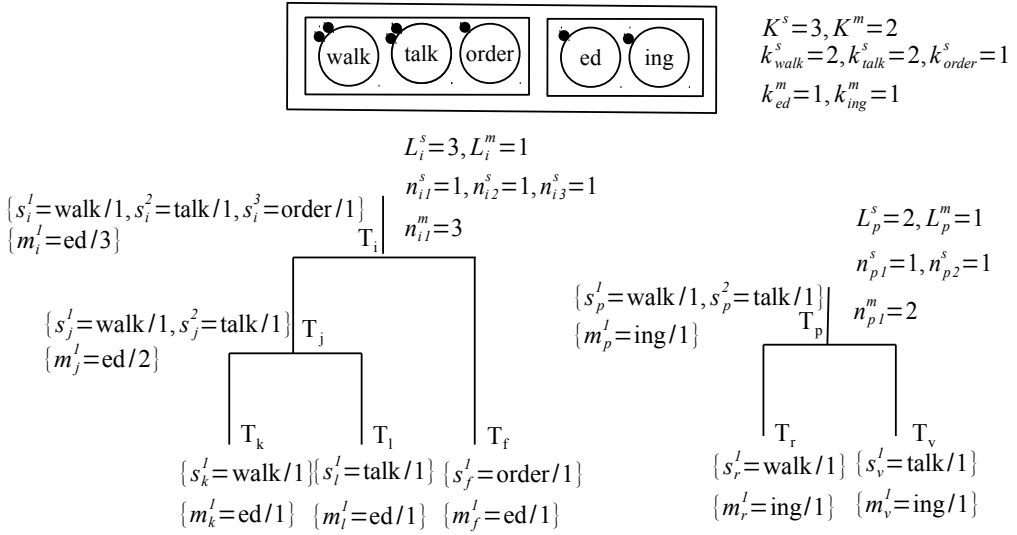 walk talk order ed ing
K^s=3, K^m=2
k^s_walk=2, k^s_talk=2, k^s_order=1
k^m_ed=1, k^m_ing=1
L^s_i=3, L^m_i=1
n^s_i1=1, n^s_i2=1, n^s_i3=1
n^m_i1=3
{s^1_i=walk/1, s^2_i=talk/1, s^3_i=order/1}
{m^1_i=ed/3}
T_i
L^s_p=2, L^m_p=1
n^s_p1=1, n^s_p2=1
n^m_p1=2
{s^1_p=walk/1, s^2_p=talk/1}
{m^1_p=ing/1}
T_p
{s^1_j=walk/1, s^2_j=talk/1}
{m^1_j=ed/2}
T_j
T_k T_l T_f T_r T_v
{s^1_k=walk/1} {s^1_l=talk/1} {s^1_f=order/1} {s^1_r=walk/1} {s^1_v=talk/1}
{m^1_k=ed/1} {m^1_l=ed/1} {m^1_f=ed/1} {m^1_r=ing/1} {m^1_v=ing/1}